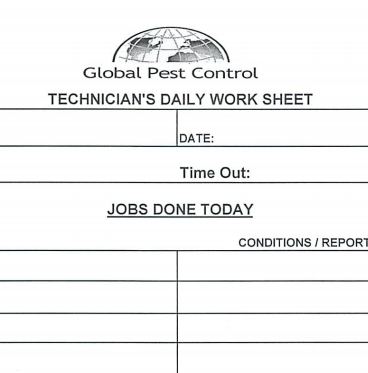 Global Pest Control
TECHNICIAN'S DAILY WORK SHEET
DATE:
Time Out:
JOBS DONE TODAY
CONDITIONS / REPORT